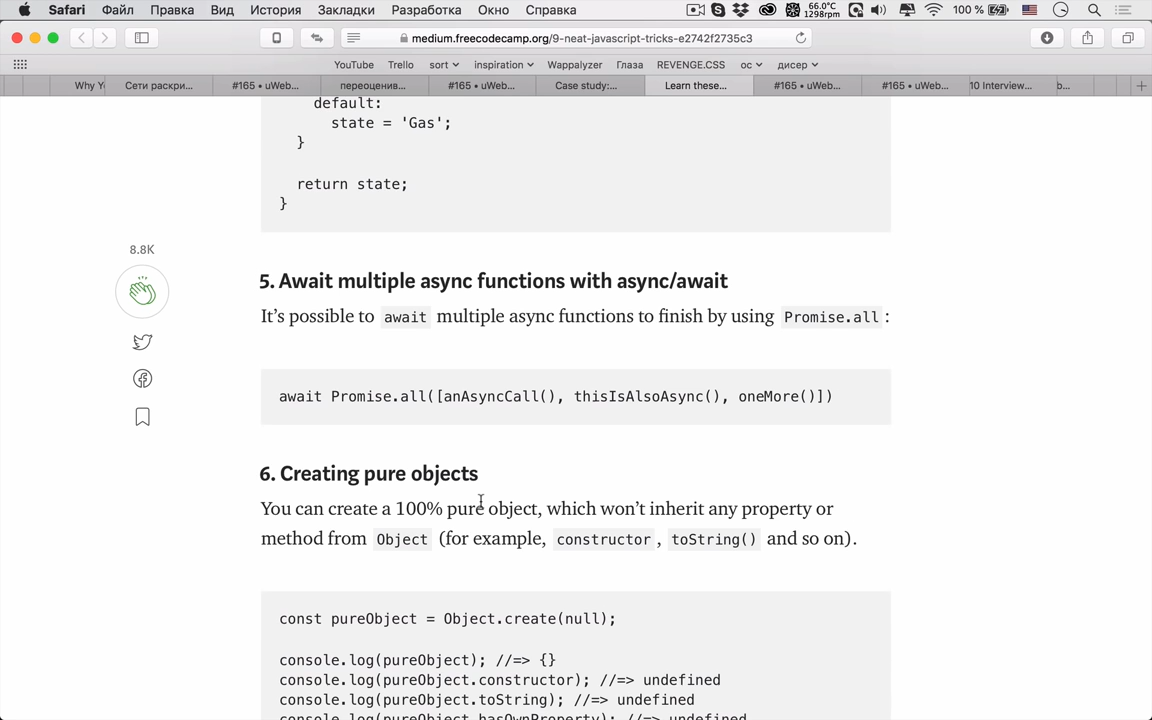 Safari Файл Правка Вид История Закладки Разработка Окно Справка 66.0°C 1298rpm 100 %
medium.freecodecamp.org/9-neat-javascript-tricks-e2742f2735c3
YouTube Trello sort inspiration Wappalyzer Глаза REVENGE.CSS ос дисер
Why Y Сети раскри... #165 • uWeb... переоценив... #165 • uWeb... Case study:... Learn these... #165 • uWeb... #165 • uWeb... 10 Interview... b...
default:
state = 'Gas';
}
return state;
}
8.8K
5. Await multiple async functions with async/await
It’s possible to await multiple async functions to finish by using Promise.all :
await Promise.all([anAsyncCall(), thisIsAlsoAsync(), oneMore()])
6. Creating pure objects
You can create a 100% pure object, which won’t inherit any property or
method from Object (for example, constructor , toString() and so on).
const pureObject = Object.create(null);
console.log(pureObject); //=> {}
console.log(pureObject.constructor); //=> undefined
console.log(pureObject.toString); //=> undefined
console.log(pureObject.hasOwnProperty); //=> undefined